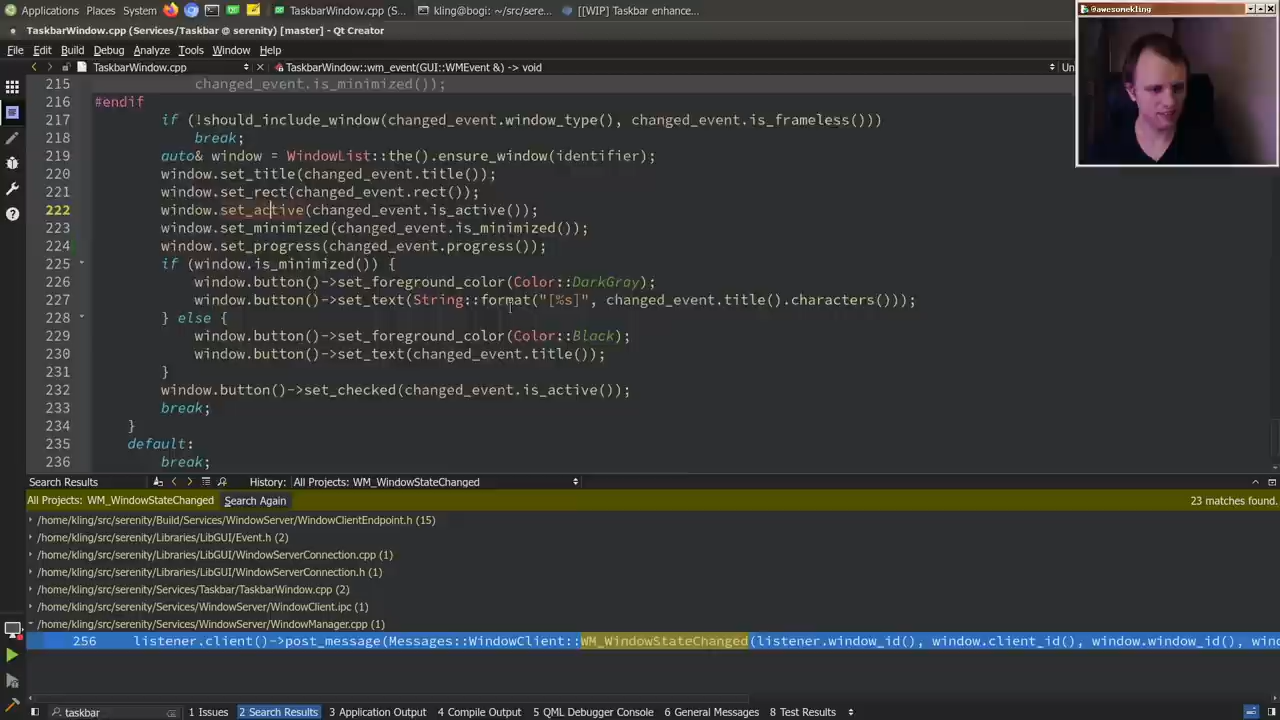 Applications Places System TaskbarWindow.cpp (S... kling@bogi: ~/src/sere... [[WIP] Taskbar enhance...
@awesomekling
TaskbarWindow.cpp (Services/Taskbar @ serenity) [master] - Qt Creator
File Edit Build Debug Analyze Tools Window Help
TaskbarWindow.cpp TaskbarWindow::wm_event(GUI::WMEvent &) -> void Un
215 changed_event.is_minimized());
216 #endif
217 if (!should_include_window(changed_event.window_type(), changed_event.is_frameless()))
218 break;
219 auto& window = WindowList::the().ensure_window(identifier);
220 window.set_title(changed_event.title());
221 window.set_rect(changed_event.rect());
222 window.set_active(changed_event.is_active());
223 window.set_minimized(changed_event.is_minimized());
224 window.set_progress(changed_event.progress());
225 if (window.is_minimized()) {
226 window.button()->set_foreground_color(Color::DarkGray);
227 window.button()->set_text(String::format("[%s]", changed_event.title().characters()));
228 } else {
229 window.button()->set_foreground_color(Color::Black);
230 window.button()->set_text(changed_event.title());
231 }
232 window.button()->set_checked(changed_event.is_active());
233 break;
234 }
235 default:
236 break;
Search Results History: All Projects: WM_WindowStateChanged
All Projects: WM_WindowStateChanged Search Again 23 matches found.
/home/kling/src/serenity/Build/Services/WindowServer/WindowClientEndpoint.h (15)
/home/kling/src/serenity/Libraries/LibGUI/Event.h (2)
/home/kling/src/serenity/Libraries/LibGUI/WindowServerConnection.cpp (1)
/home/kling/src/serenity/Libraries/LibGUI/WindowServerConnection.h (1)
/home/kling/src/serenity/Services/Taskbar/TaskbarWindow.cpp (2)
/home/kling/src/serenity/Services/WindowServer/WindowClient.ipc (1)
/home/kling/src/serenity/Services/WindowServer/WindowManager.cpp (1)
256 listener.client()->post_message(Messages::WindowClient::WM_WindowStateChanged(listener.window_id(), window.client_id(), window.window_id(), wind
taskbar 1 Issues 2 Search Results 3 Application Output 4 Compile Output 5 QML Debugger Console 6 General Messages 8 Test Results